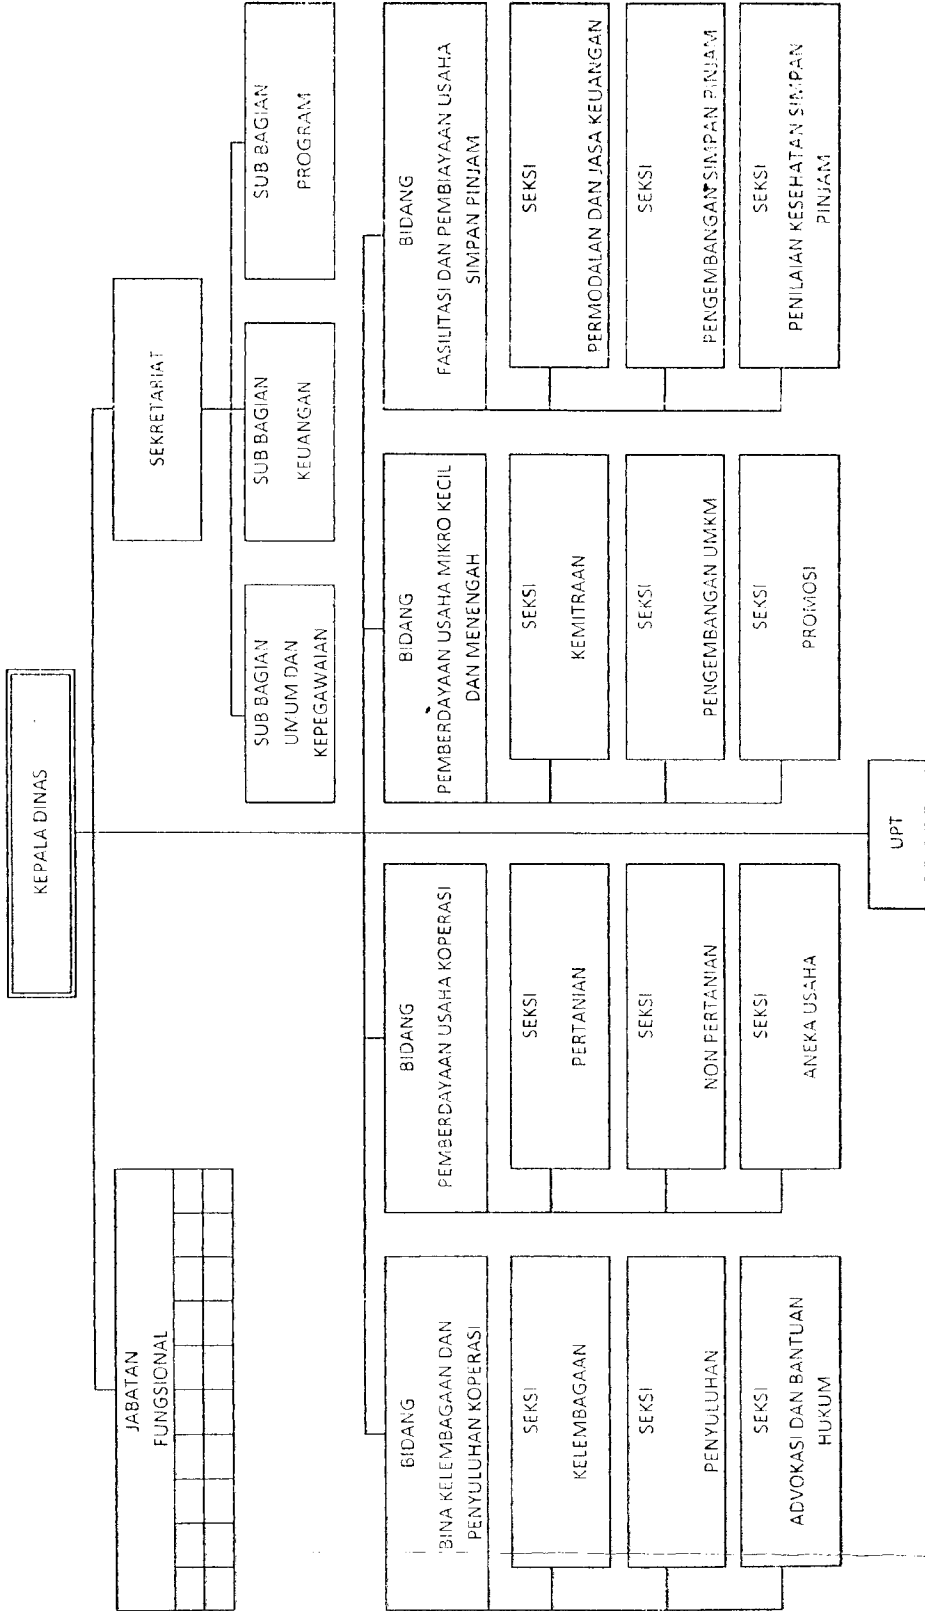 KEPALA DINAS
JABATAN
FUNGSIONAL
SEKRETARIAT
SUB BAGIAN
UMUM DAN
KEPEGAWAIAN
SUB BAGIAN
KEUANGAN
SUB BAGIAN
PROGRAM
BIDANG
BINA KELEMBAGAAN DAN
PENYULUHAN KOPERASI
SEKSI
KELEMBAGAAN
SEKSI
PENYULUHAN
SEKSI
ADVOKASI DAN BANTUAN
HUKUM
BIDANG
PEMBERDAYAAN USAHA KOPERASI
SEKSI
PERTANIAN
SEKSI
NON PERTANIAN
SEKSI
ANEKA USAHA
BIDANG
PEMBERDAYAAN USAHA MIKRO KECIL
DAN MENENGAH
SEKSI
KEMITRAAN
SEKSI
PENGEMBANGAN UMKM
SEKSI
PROMOSI
BIDANG
FASILITASI DAN PEMBIAYAAN USAHA
SIMPAN PINJAM
SEKSI
PERMODALAN DAN JASA KEUANGAN
SEKSI
PENGEMBANGAN SIMPAN PINJAM
SEKSI
PENILAIAN KESEHATAN SIMPAN
PINJAM
UPT